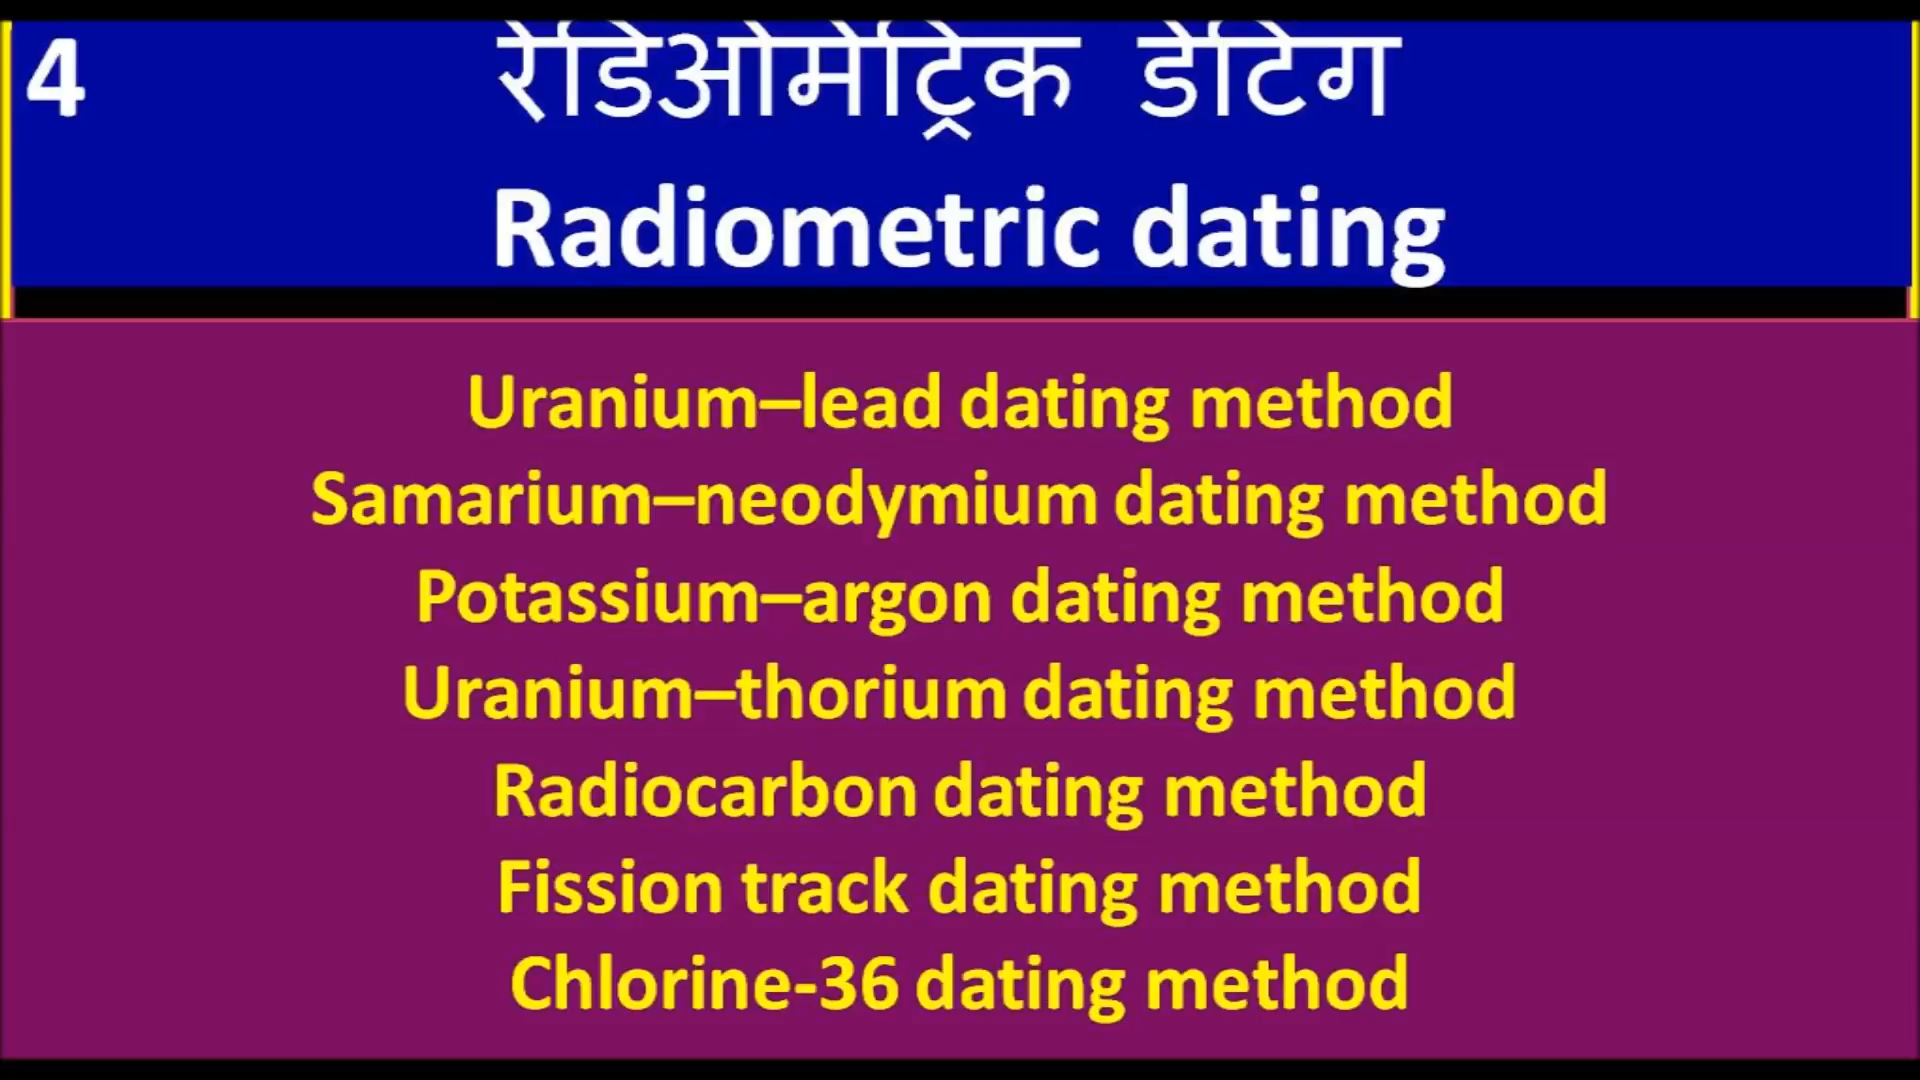 4
रेडिओमेट्रिक डेटिंग
Radiometric dating
Uranium–lead dating method
Samarium–neodymium dating method
Potassium–argon dating method
Uranium–thorium dating method
Radiocarbon dating method
Fission track dating method
Chlorine-36 dating method